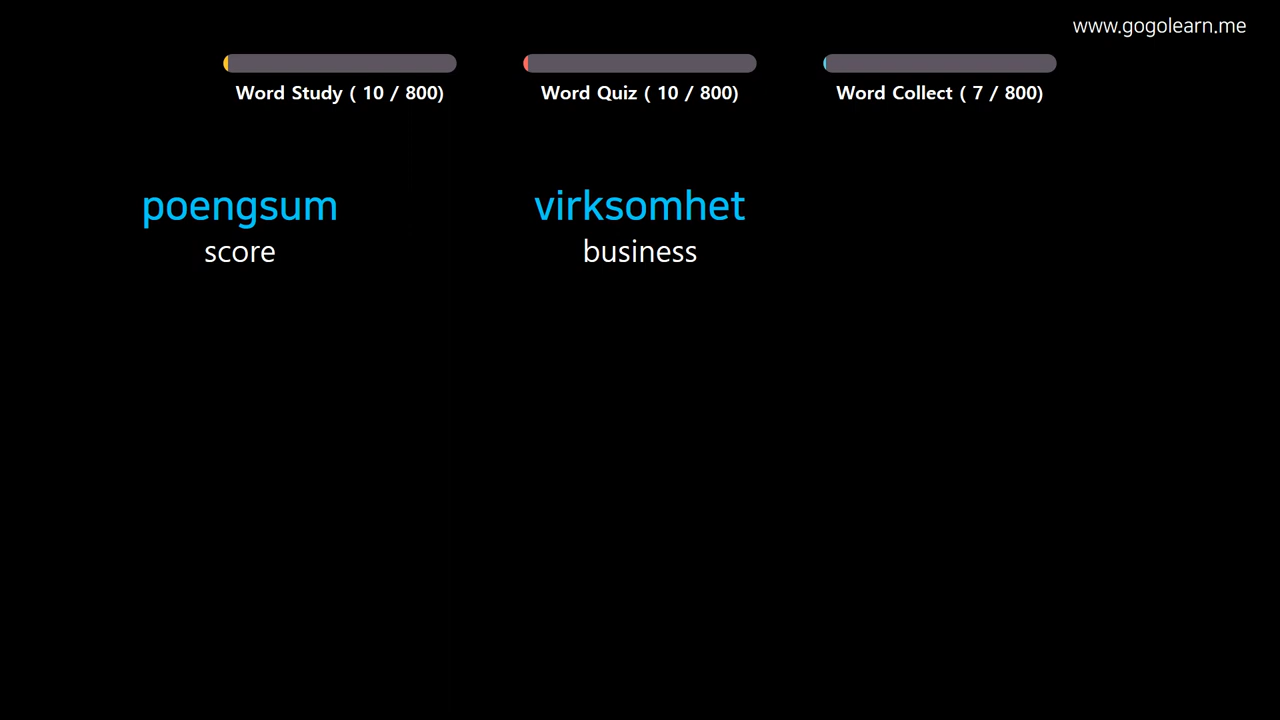 www.gogolearn.me
Word Study ( 10 / 800)
Word Quiz ( 10 / 800)
Word Collect ( 7 / 800)
poengsum
score
virksomhet
business